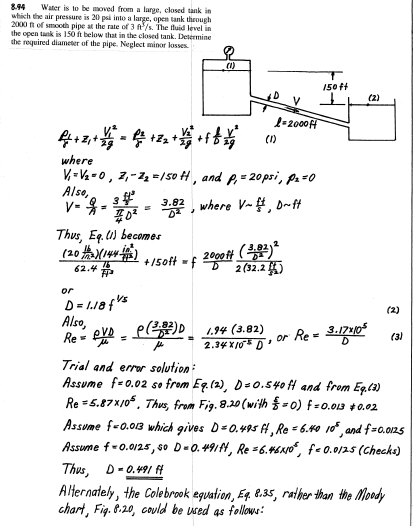 8.94 Water is to be moved from a large, closed tank in
which the air pressure is 20 psi into a large, open tank through
2000 ft of smooth pipe at the rate of 3 ft³/s. The fluid level in
the open tank is 150 ft below that in the closed tank. Determine
the required diameter of the pipe. Neglect minor losses.
(1)
150 ft
(2)
D V
l = 2000 ft
p₁/γ + z₁ + V₁²/2g = p₂/γ + z₂ + V₂²/2g + f l/D V²/2g (1)
where
V₁ = V₂ = 0, z₁ - z₂ = 150 ft, and p₁ = 20 psi, p₂ = 0
Also,
V = Q/A = 3 ft³/s / (π/4 D²) = 3.82/D², where V ~ ft/s, D ~ ft
Thus, Eq. (1) becomes
(20 lb/in²)(144 in²/ft²) / 62.4 lb/ft³ + 150 ft = f 2000 ft/D (3.82/D²)² / 2(32.2 ft/s²)
or
D = 1.18 f^1/5 (2)
Also,
Re = ρVD/μ = ρ(3.82/D²)D/μ = 1.94 (3.82) / 2.34×10⁻⁵ D, or Re = 3.17×10⁵/D (3)
Trial and error solution:
Assume f = 0.02 so from Eq. (2), D = 0.540 ft and from Eq. (3)
Re = 5.87×10⁵. Thus, from Fig. 8.20 (with ε/D = 0) f = 0.013 ≠ 0.02
Assume f = 0.013 which gives D = 0.495 ft, Re = 6.40 10⁵, and f = 0.0125
Assume f = 0.0125, so D = 0.491 ft, Re = 6.46×10⁵, f = 0.0125 (Checks)
Thus, D = 0.491 ft
Alternately, the Colebrook equation, Eq. 8.35, rather than the Moody
chart, Fig. 8.20, could be used as follows: